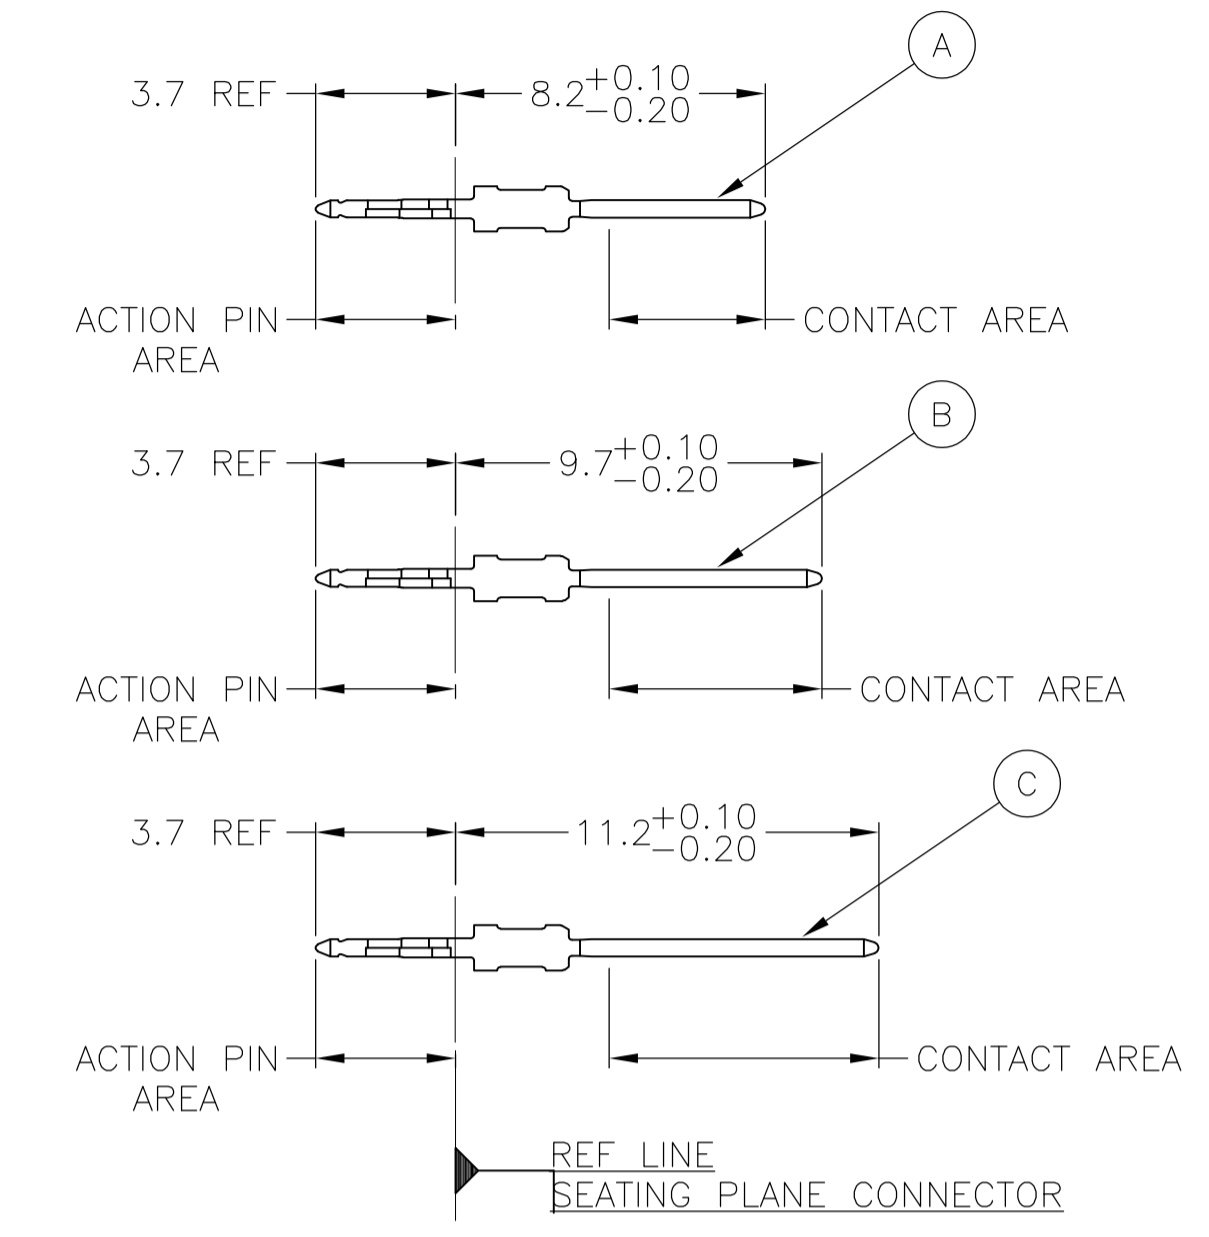 A
3.7 REF
8.2 +0.10 -0.20
ACTION PIN AREA
CONTACT AREA
B
3.7 REF
9.7 +0.10 -0.20
ACTION PIN AREA
CONTACT AREA
C
3.7 REF
11.2 +0.10 -0.20
ACTION PIN AREA
CONTACT AREA
REF LINE
SEATING PLANE CONNECTOR